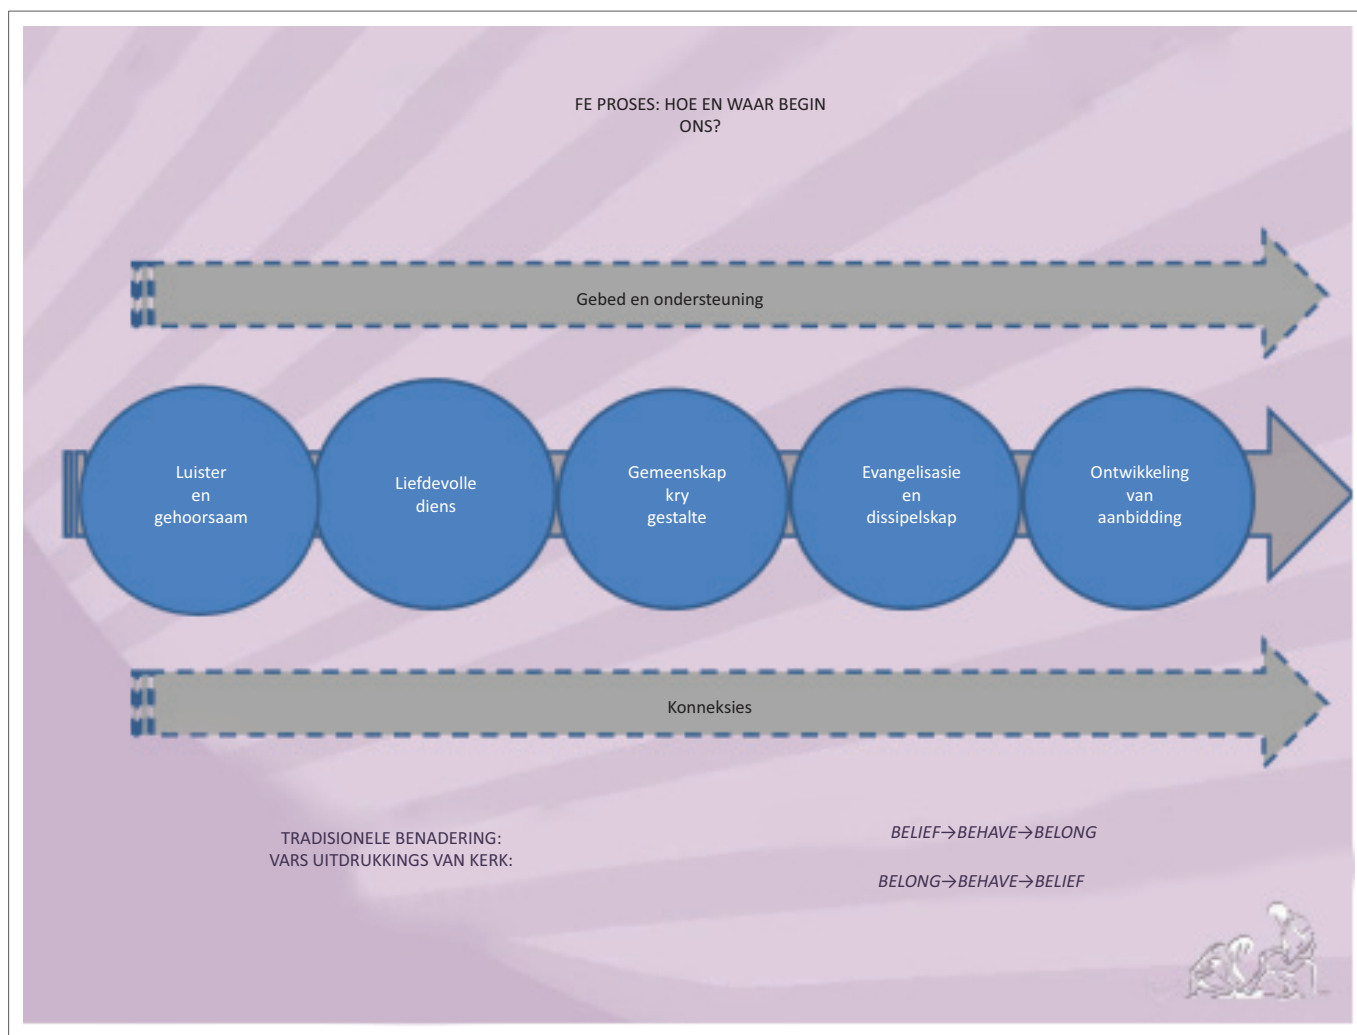 FE PROSES: HOE EN WAAR BEGIN
ONS?
Gebed en ondersteuning
Luister
en
gehoorsaam
Liefdevolle
diens
Gemeenskap
kry
gestalte
Evangelisasie
en
dissipelskap
Ontwikkeling
van
aanbidding
Konneksies
TRADISIONELE BENADERING:
VARS UITDRUKKINGS VAN KERK:
BELIEF→BEHAVE→BELONG
BELONG→BEHAVE→BELIEF